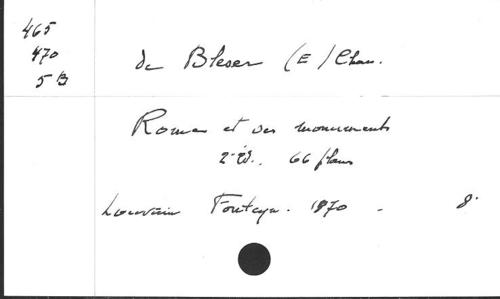 465
470
5 B
de Bleser (E) Chan.
Rome et ses monuments
2e éd. 66 plans
Louvain Fonteyn. 1870 - 8°